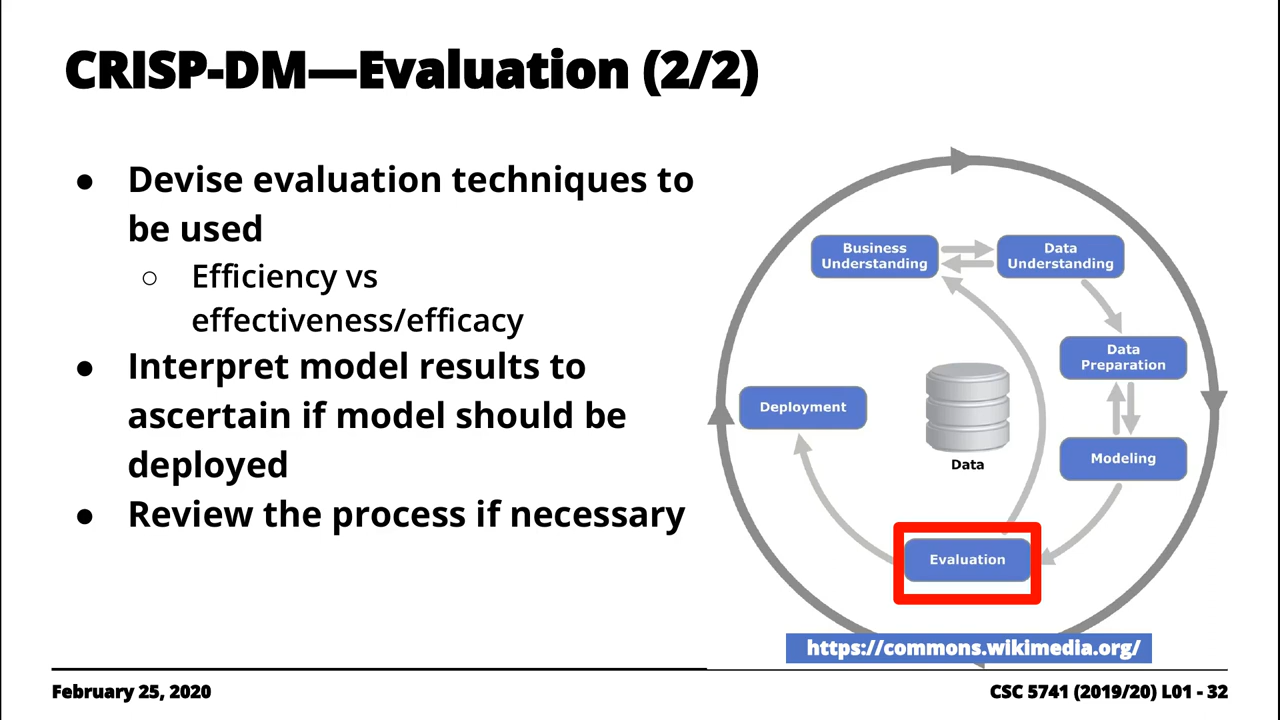 CRISP-DM—Evaluation (2/2)
● Devise evaluation techniques to
be used
○ Efficiency vs
effectiveness/efficacy
● Interpret model results to
ascertain if model should be
deployed
● Review the process if necessary
Business
Understanding
Data
Understanding
Data
Preparation
Modeling
Evaluation
Deployment
Data
https://commons.wikimedia.org/
February 25, 2020
CSC 5741 (2019/20) L01 - 32